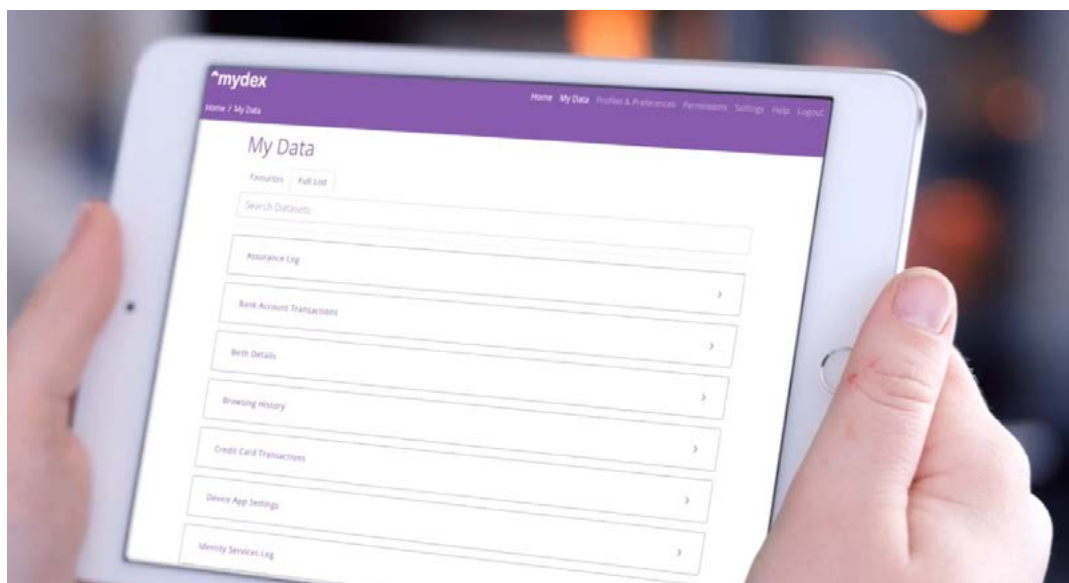 ^mydex
Home My Data Profiles & Preferences Permissions Settings Help Logout
Home / My Data
My Data
Favourites Full List
Search Datasets
Assurance Log
Bank Account Transactions
Birth Details
Browsing History
Credit Card Transactions
Device App Settings
Identity Services Log